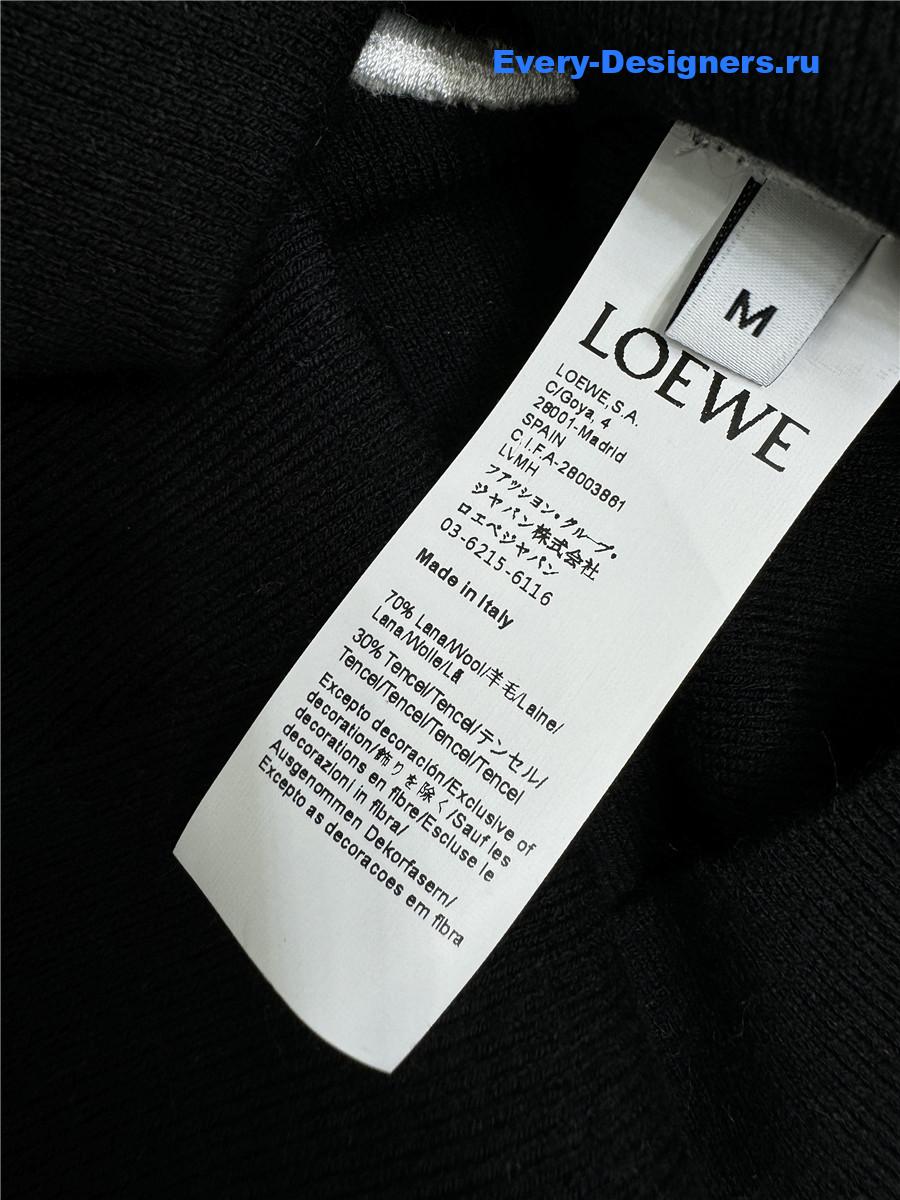 Every-Designers.ru
M
LOEWE
LOEWE, S.A.
C/Goya, 4
28001-Madrid
SPAIN
C.I.F.A-28003861
LVMH
ファッション・グループ・
ジャパン株式会社
ロエベジャパン
03-6215-6116
Made in Italy
70% Lana/Wool/羊毛/Laine/
Lana/Wolle/Lã
30% Tencel/Tencel/テンセル/
Tencel/Tencel/Tencel/Tencel
Excepto decoración/Exclusive of
decoration/飾りを除く/Sauf les
decorations en fibre/Escluse le
decorazioni in fibra/
Ausgenommen Dekorfasern/
Excepto as decoracoes em fibra